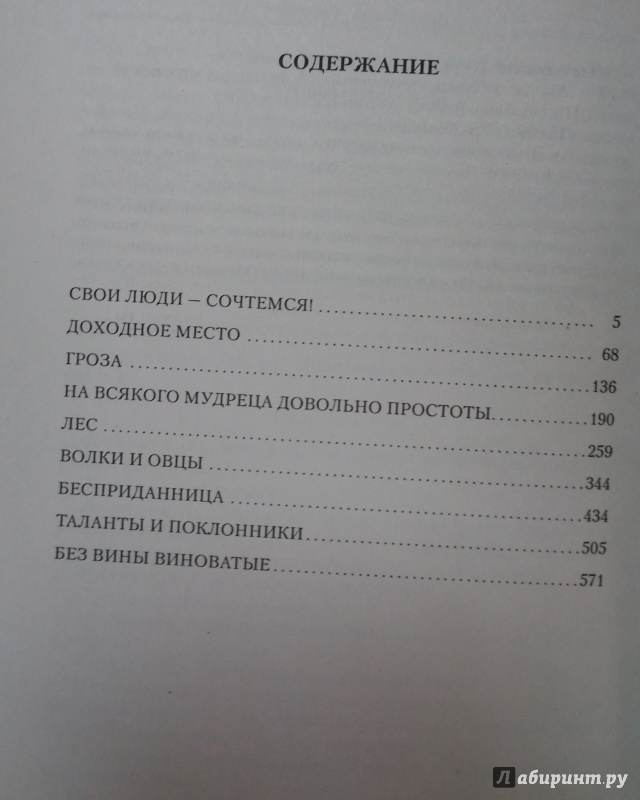 СОДЕРЖАНИЕ
СВОИ ЛЮДИ – СОЧТЕМСЯ! 5
ДОХОДНОЕ МЕСТО 68
ГРОЗА 136
НА ВСЯКОГО МУДРЕЦА ДОВОЛЬНО ПРОСТОТЫ 190
ЛЕС 259
ВОЛКИ И ОВЦЫ 344
БЕСПРИДАННИЦА 434
ТАЛАНТЫ И ПОКЛОННИКИ 505
БЕЗ ВИНЫ ВИНОВАТЫЕ 571
Лабиринт.ру